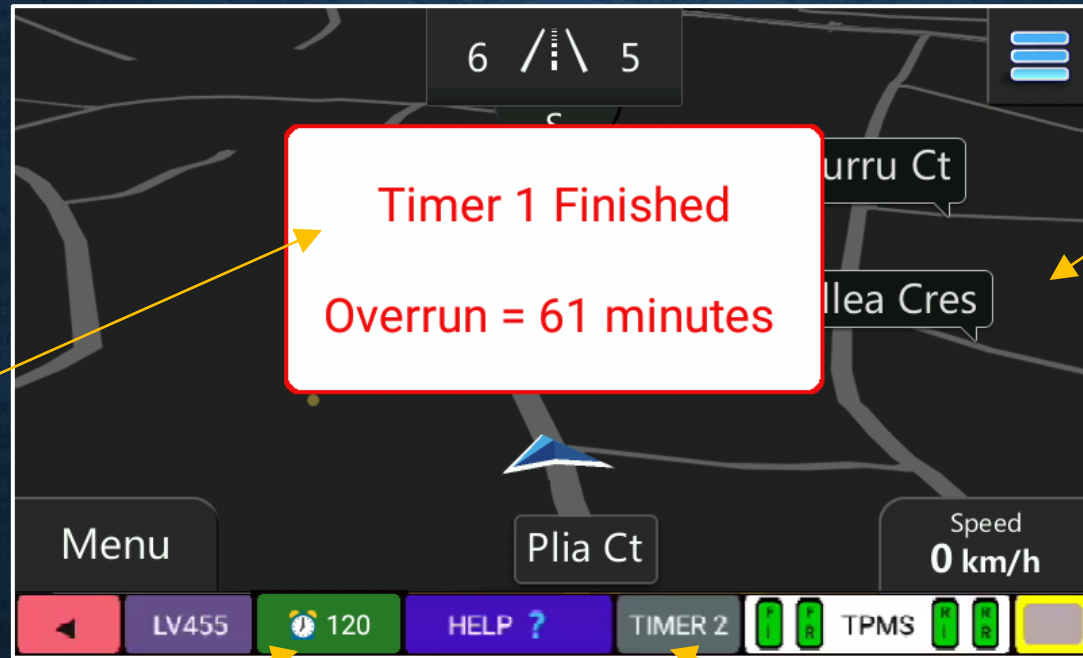 6 5
S
urru Ct
Timer 1 Finished
llea Cres
Overrun = 61 minutes
Menu
Plia Ct
Speed
0 km/h
LV455
120
HELP ?
TIMER 2
F
F
R
TPMS
R
R
R